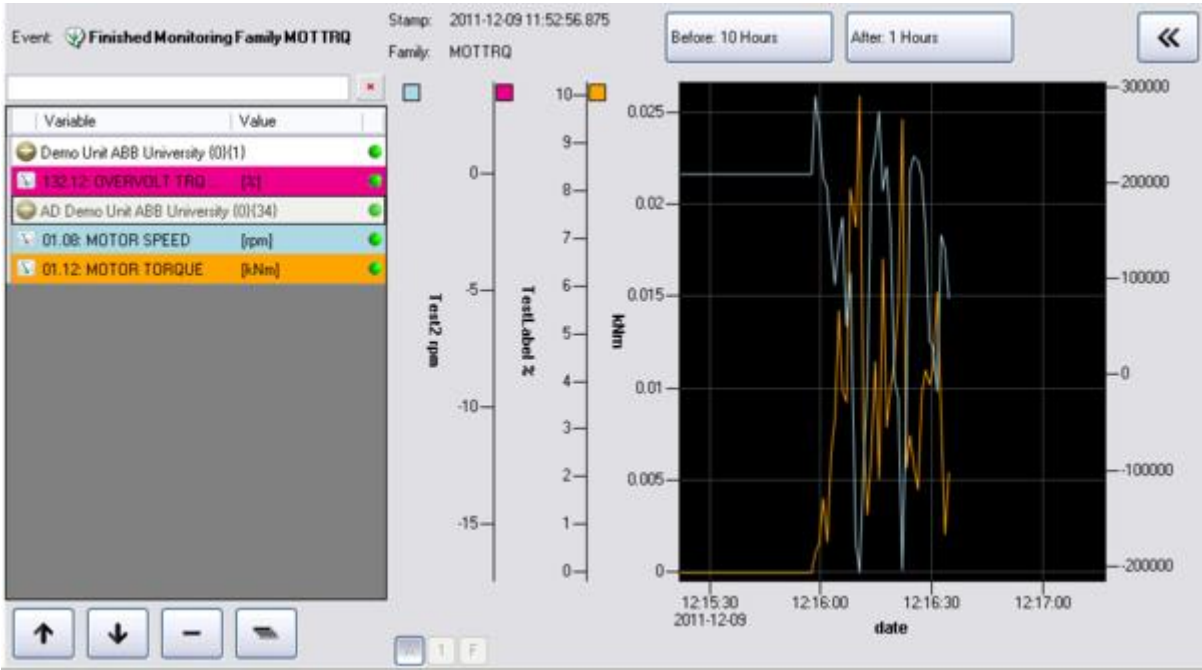 Event: Finished Monitoring Family MOTTRQ
Stamp: 2011-12-09 11:52:56.875
Family: MOTTRQ
Before: 10 Hours
After: 1 Hours
Variable Value
Demo Unit ABB University {0}{1}
132.12: OVERVOLT TRQ... [%]
AD Demo Unit ABB University {0}{34}
01.08: MOTOR SPEED [rpm]
01.12: MOTOR TORQUE [kNm]
0
-5
-10
-15
Test2 rpm
10
9
8
7
6
5
4
3
2
1
0
TestLabel %
0.025
0.02
0.015
0.01
0.005
0
kNm
300000
200000
100000
0
-100000
-200000
12:15:30 12:16:00 12:16:30 12:17:00
2011-12-09
date
A 1 F